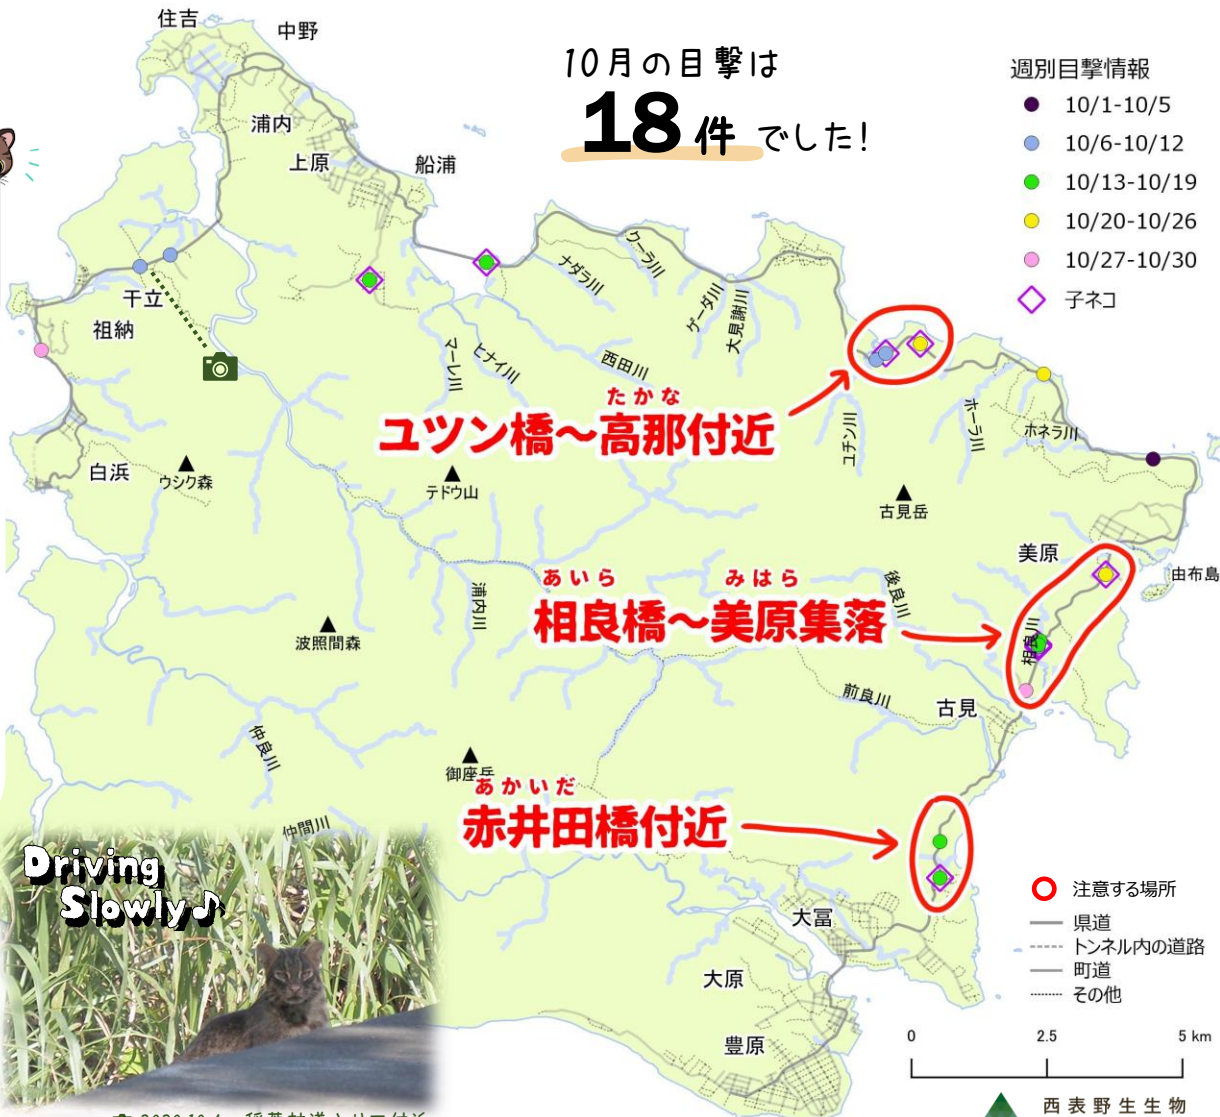 住吉
中野
10月の目撃は
18件でした!
週別目撃情報
10/1-10/5
10/6-10/12
10/13-10/19
10/20-10/26
10/27-10/30
子ネコ
浦内
上原
船浦
干立
祖納
白浜
ウシク森
テドウ山
マーレ川
ヒナイ川
西田川
ナダラ川
クーラ川
ゲーダ川
大見謝川
たかな
ユツン橋～高那付近
ユチン川
ホーラ川
ホネラ川
古見岳
美原
由布島
あいら
みはら
相良橋～美原集落
後良川
相良川
浦内川
波照間森
前良川
古見
仲良川
御座岳
あかいだ
赤井田橋付近
仲間川
Driving
Slowly♪
大冨
大原
豊原
注意する場所
県道
トンネル内の道路
町道
その他
0 2.5 5 km
西表野生生物